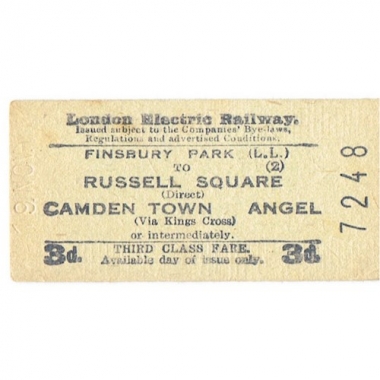 London Electric Railway.
Issued subject to the Companies' Bye-laws,
Regulations and advertised Conditions.
FINSBURY PARK (L.L.)
TO (2)
RUSSELL SQUARE
(Direct)
CAMDEN TOWN ANGEL
(Via Kings Cross)
or intermediately.
3d. THIRD CLASS FARE. 3d
Available day of issue only.
7248